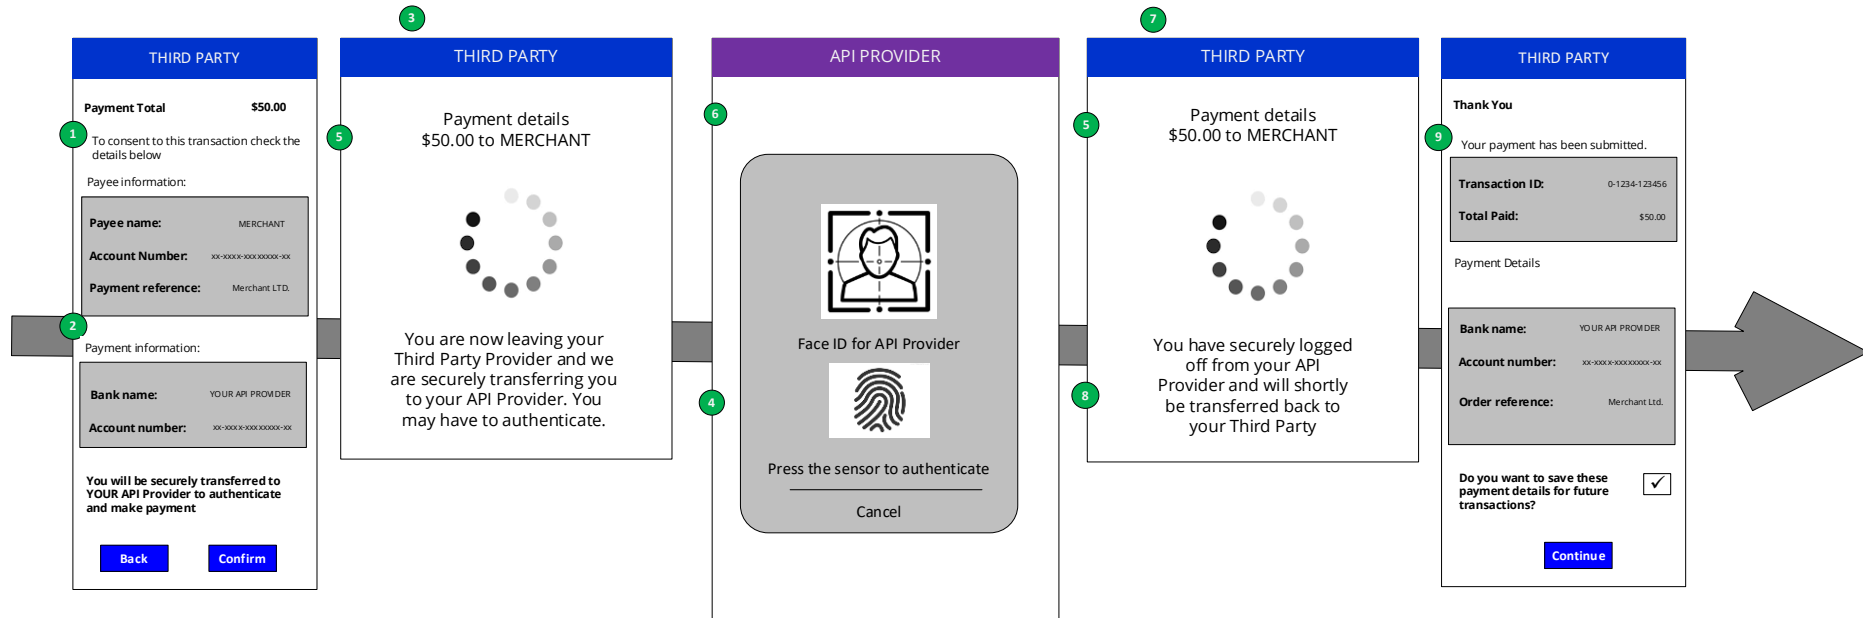 3
7
THIRD PARTY
Payment Total $50.00
1
To consent to this transaction check the
details below
Payee information:
Payee name: MERCHANT
Account Number: xx-xxxx-xxxxxxxx-xx
Payment reference: Merchant LTD.
2
Payment information:
Bank name: YOUR API PROVIDER
Account number: xx-xxxx-xxxxxxxx-xx
You will be securely transferred to
YOUR API Provider to authenticate
and make payment
Back Confirm
THIRD PARTY
5
Payment details
$50.00 to MERCHANT
You are now leaving your
Third Party Provider and we
are securely transferring you
to your API Provider. You
may have to authenticate.
API PROVIDER
6
Face ID for API Provider
4
Press the sensor to authenticate
Cancel
THIRD PARTY
5
Payment details
$50.00 to MERCHANT
8
You have securely logged
off from your API
Provider and will shortly
be transferred back to
your Third Party
THIRD PARTY
Thank You
9
Your payment has been submitted.
Transaction ID: 0-1234-123456
Total Paid: $50.00
Payment Details
Bank name: YOUR API PROVIDER
Account number: xx-xxxx-xxxxxxxx-xx
Order reference: Merchant Ltd.
Do you want to save these
payment details for future
transactions?
Continue